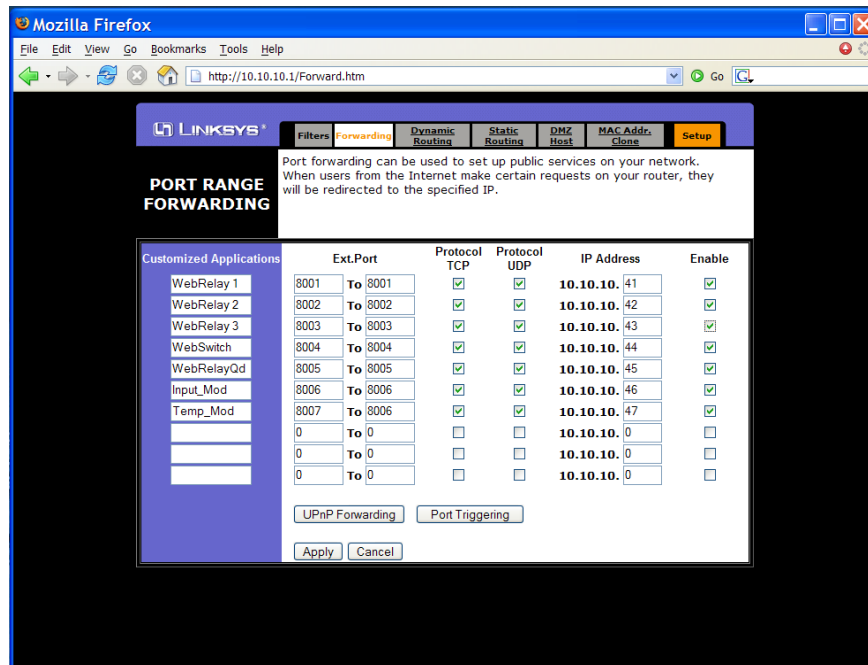 Mozilla Firefox
File Edit View Go Bookmarks Tools Help
http://10.10.10.1/Forward.htm Go G
LINKSYS® Filters Forwarding Dynamic Routing Static Routing DMZ Host MAC Addr. Clone Setup
PORT RANGE FORWARDING
Port forwarding can be used to set up public services on your network.
When users from the Internet make certain requests on your router, they
will be redirected to the specified IP.
Customized Applications Ext.Port Protocol TCP Protocol UDP IP Address Enable
WebRelay 1 8001 To 8001 10.10.10. 41
WebRelay 2 8002 To 8002 10.10.10. 42
WebRelay 3 8003 To 8003 10.10.10. 43
WebSwitch 8004 To 8004 10.10.10. 44
WebRelayQd 8005 To 8005 10.10.10. 45
Input_Mod 8006 To 8006 10.10.10. 46
Temp_Mod 8007 To 8006 10.10.10. 47
0 To 0 10.10.10. 0
0 To 0 10.10.10. 0
0 To 0 10.10.10. 0
UPnP Forwarding Port Triggering
Apply Cancel